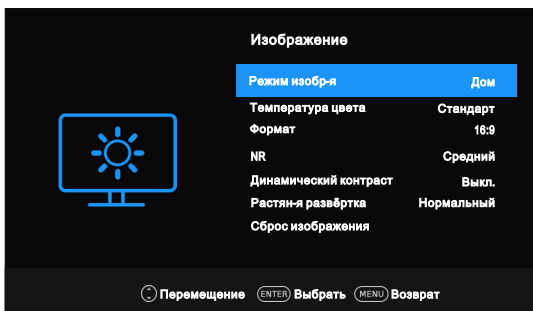 Изображение
Режим изобр-я Дом
Температура цвета Стандарт
Формат 16:9
NR Средний
Динамический контраст Выкл.
Растян-я развёртка Нормальный
Сброс изображения
Перемещение ENTER Выбрать MENU Возврат